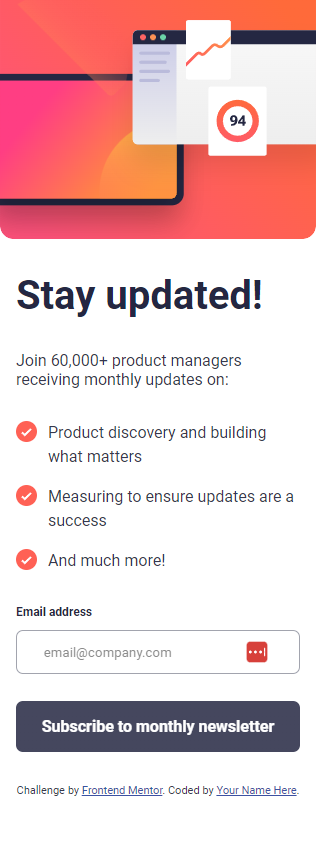 94
Stay updated!
Join 60,000+ product managers
receiving monthly updates on:
Product discovery and building
what matters
Measuring to ensure updates are a
success
And much more!
Email address
email@company.com
Subscribe to monthly newsletter
Challenge by Frontend Mentor. Coded by Your Name Here.